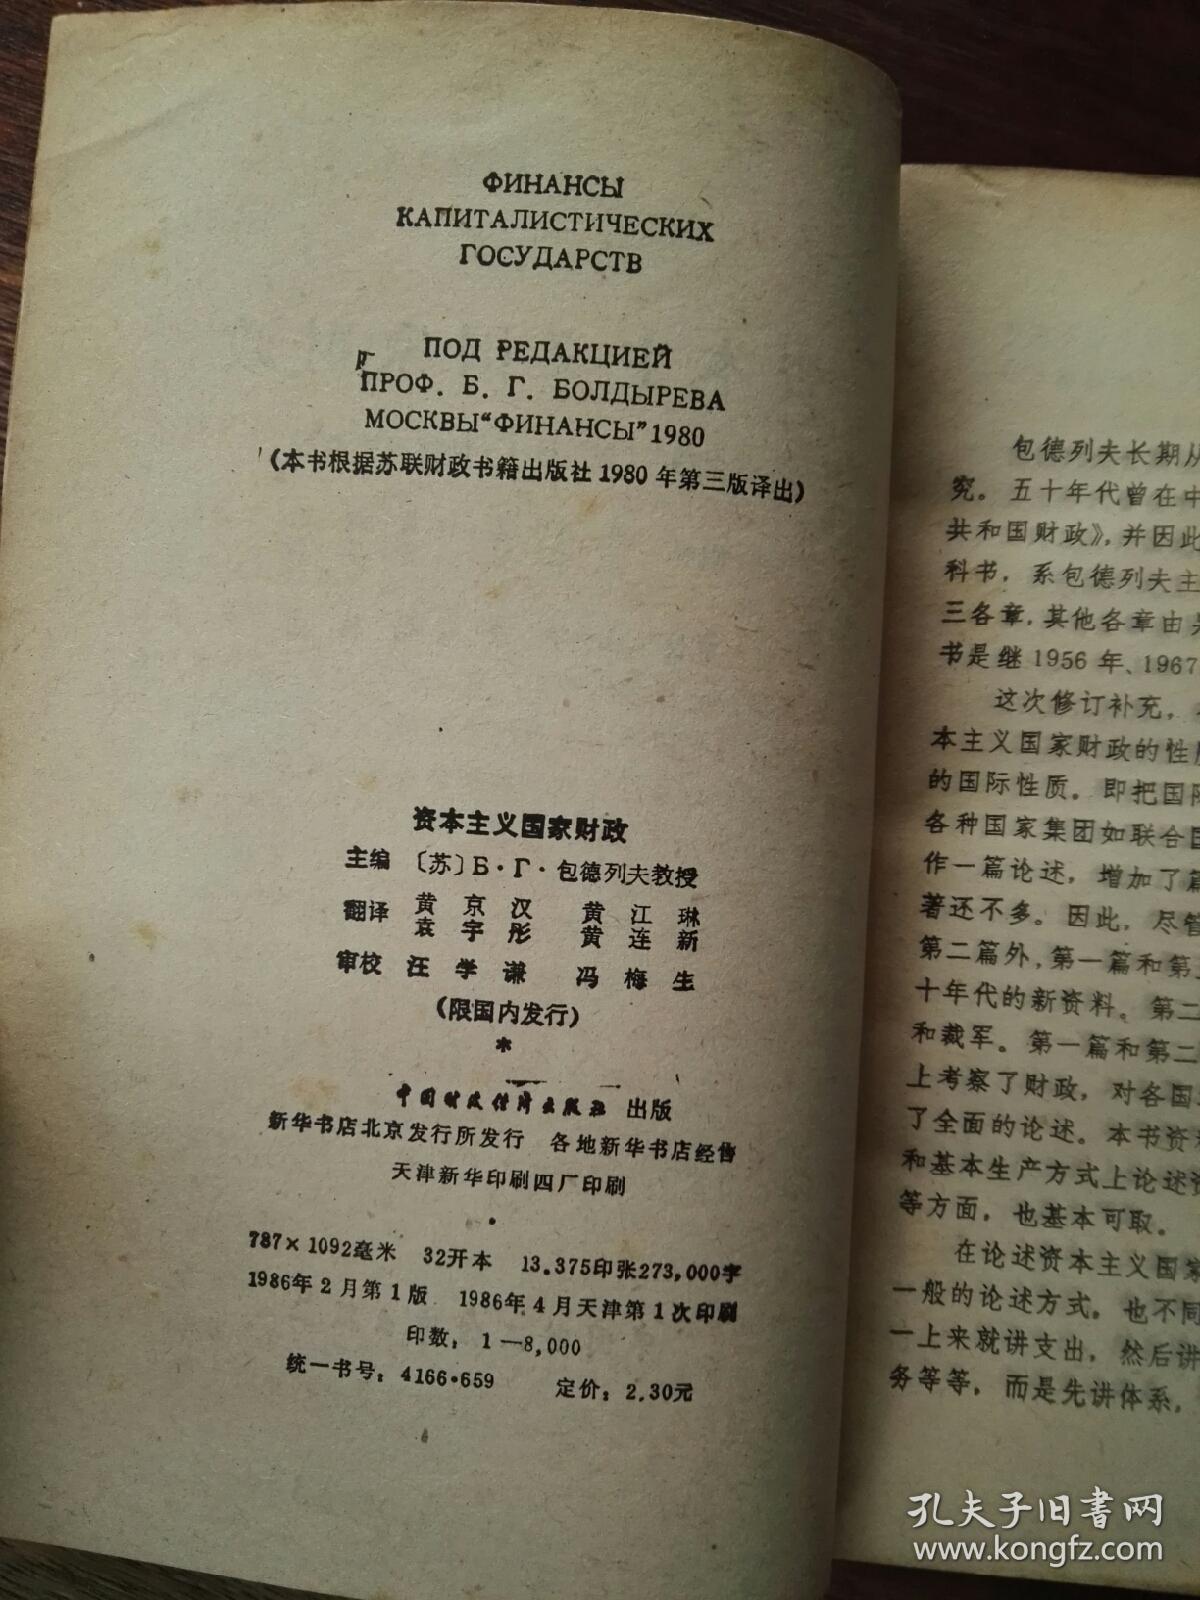 ФИНАНСЫ
КАПИТАЛИСТИЧЕСКИХ
ГОСУДАРСТВ
ПОД РЕДАКЦИЕЙ
ПРОФ. Б. Г. БОЛДЫРЕВА
МОСКВЫ“ФИНАНСЫ”1980
(本书根据苏联财政书籍出版社1980年第三版译出)
资本主义国家财政
主编 〔苏〕Б·Г·包德列夫教授
翻译 黄京汉 黄江琳
袁宇彤 黄连新
审校 汪学谦 冯梅生
(限国内发行)
*
中国财政经济出版社 出版
新华书店北京发行所发行 各地新华书店经售
天津新华印刷四厂印刷
787×1092毫米 32开本 13.375印张273,000字
1986年2月第1版 1986年4月天津第1次印刷
印数：1—8,000
统一书号：4166·659 定价：2.30元
包德列夫长期从
究。五十年代曾在中
共和国财政》，并因此
科书，系包德列夫主
三各章，其他各章由
书是继1956年、1967
这次修订补充，
本主义国家财政的性
的国际性质。即把国际
各种国家集团如联合国
作一篇论述，增加了篇
著还不多。因此，尽管
第二篇外，第一篇和第
十年代的新资料。第二
和裁军。第一篇和第二
上考察了财政，对各国
了全面的论述。本书资
和基本生产方式上论述资
等方面，也基本可取。
在论述资本主义国家
一般的论述方式，也不同
一上来就讲支出，然后讲
务等等，而是先讲体系，
孔夫子旧书网
www.kongfz.com